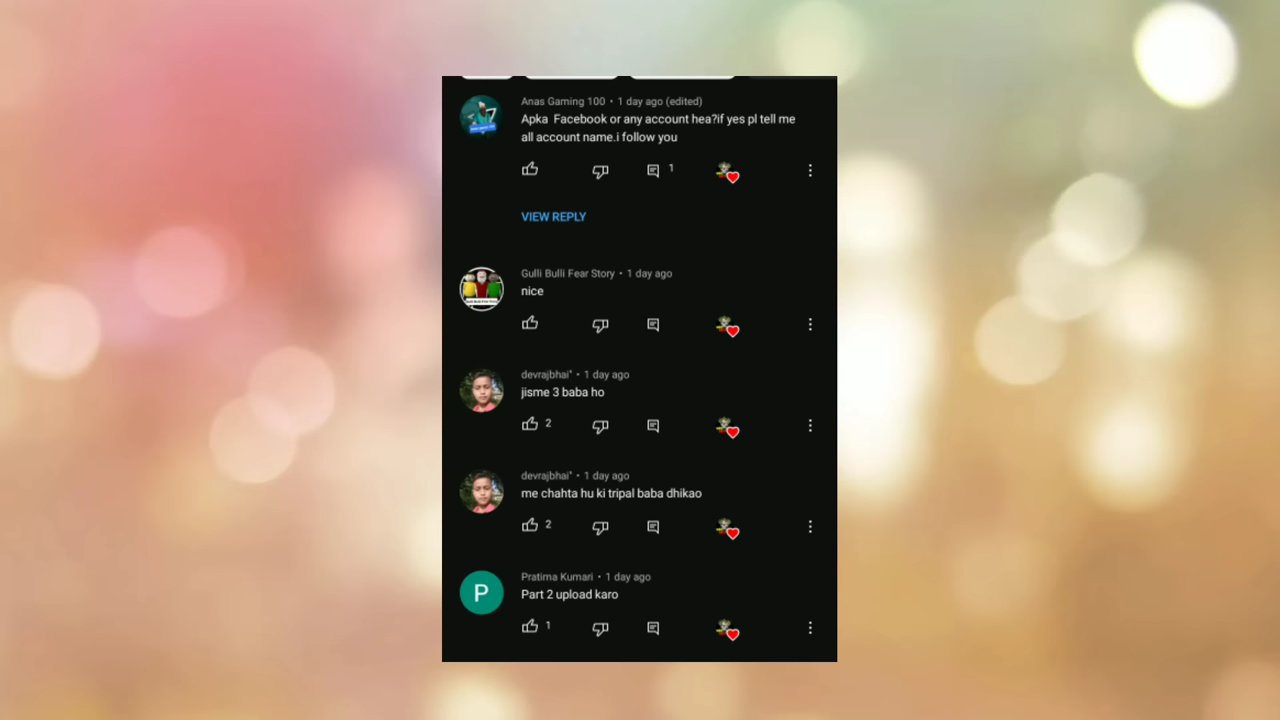 Anas Gaming 100 • 1 day ago (edited)
Apka Facebook or any account hea?if yes pl tell me
all account name.i follow you
1
VIEW REPLY
Gulli Bulli Fear Story • 1 day ago
nice
devrajbhai" • 1 day ago
jisme 3 baba ho
2
devrajbhai" • 1 day ago
me chahta hu ki tripal baba dhikao
2
P
Pratima Kumari • 1 day ago
Part 2 upload karo
1